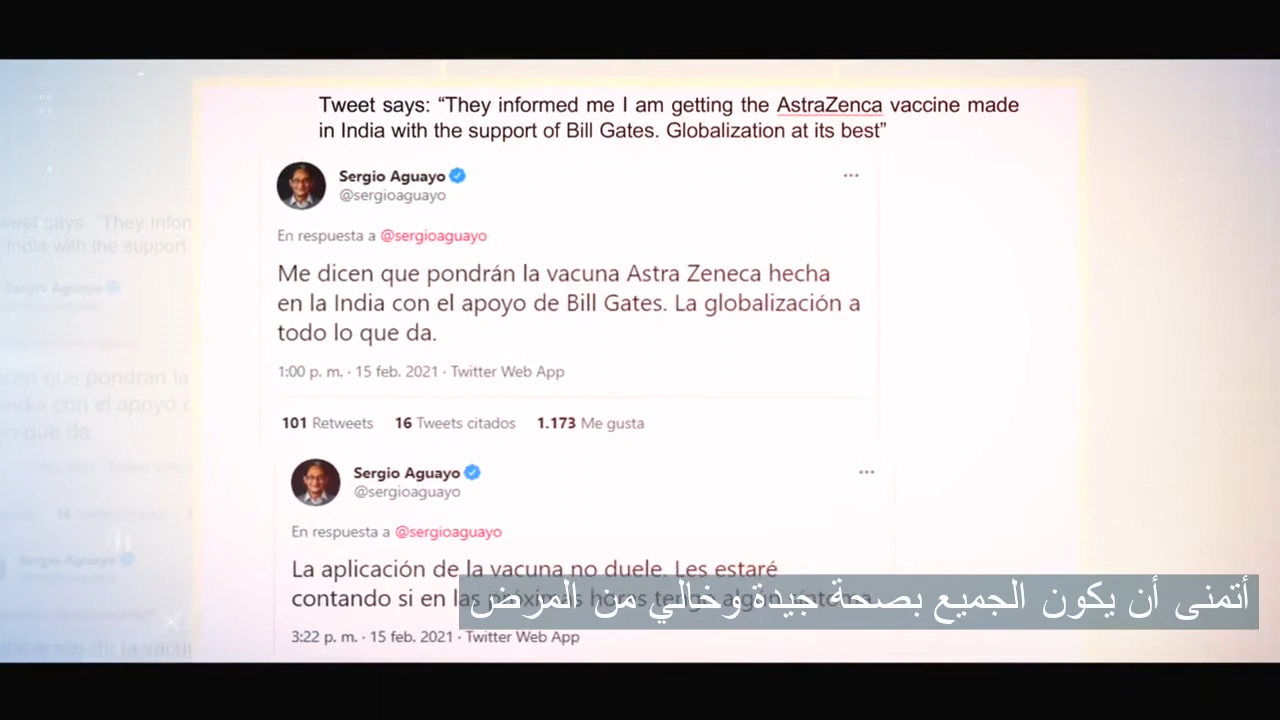 Tweet says: “They informed me I am getting the AstraZenca vaccine made
in India with the support of Bill Gates. Globalization at its best”
Sergio Aguayo
@sergioaguayo
En respuesta a @sergioaguayo
Me dicen que pondrán la vacuna Astra Zeneca hecha
en la India con el apoyo de Bill Gates. La globalización a
todo lo que da.
1:00 p. m. · 15 feb. 2021 · Twitter Web App
101 Retweets 16 Tweets citados 1.173 Me gusta
Sergio Aguayo
@sergioaguayo
En respuesta a @sergioaguayo
La aplicación de la vacuna no duele. Les estaré
contando si en las próximas horas tengo algún síntoma
أتمنى أن يكون الجميع بصحة جيدة وخالي من المرض
3:22 p. m. · 15 feb. 2021 · Twitter Web App